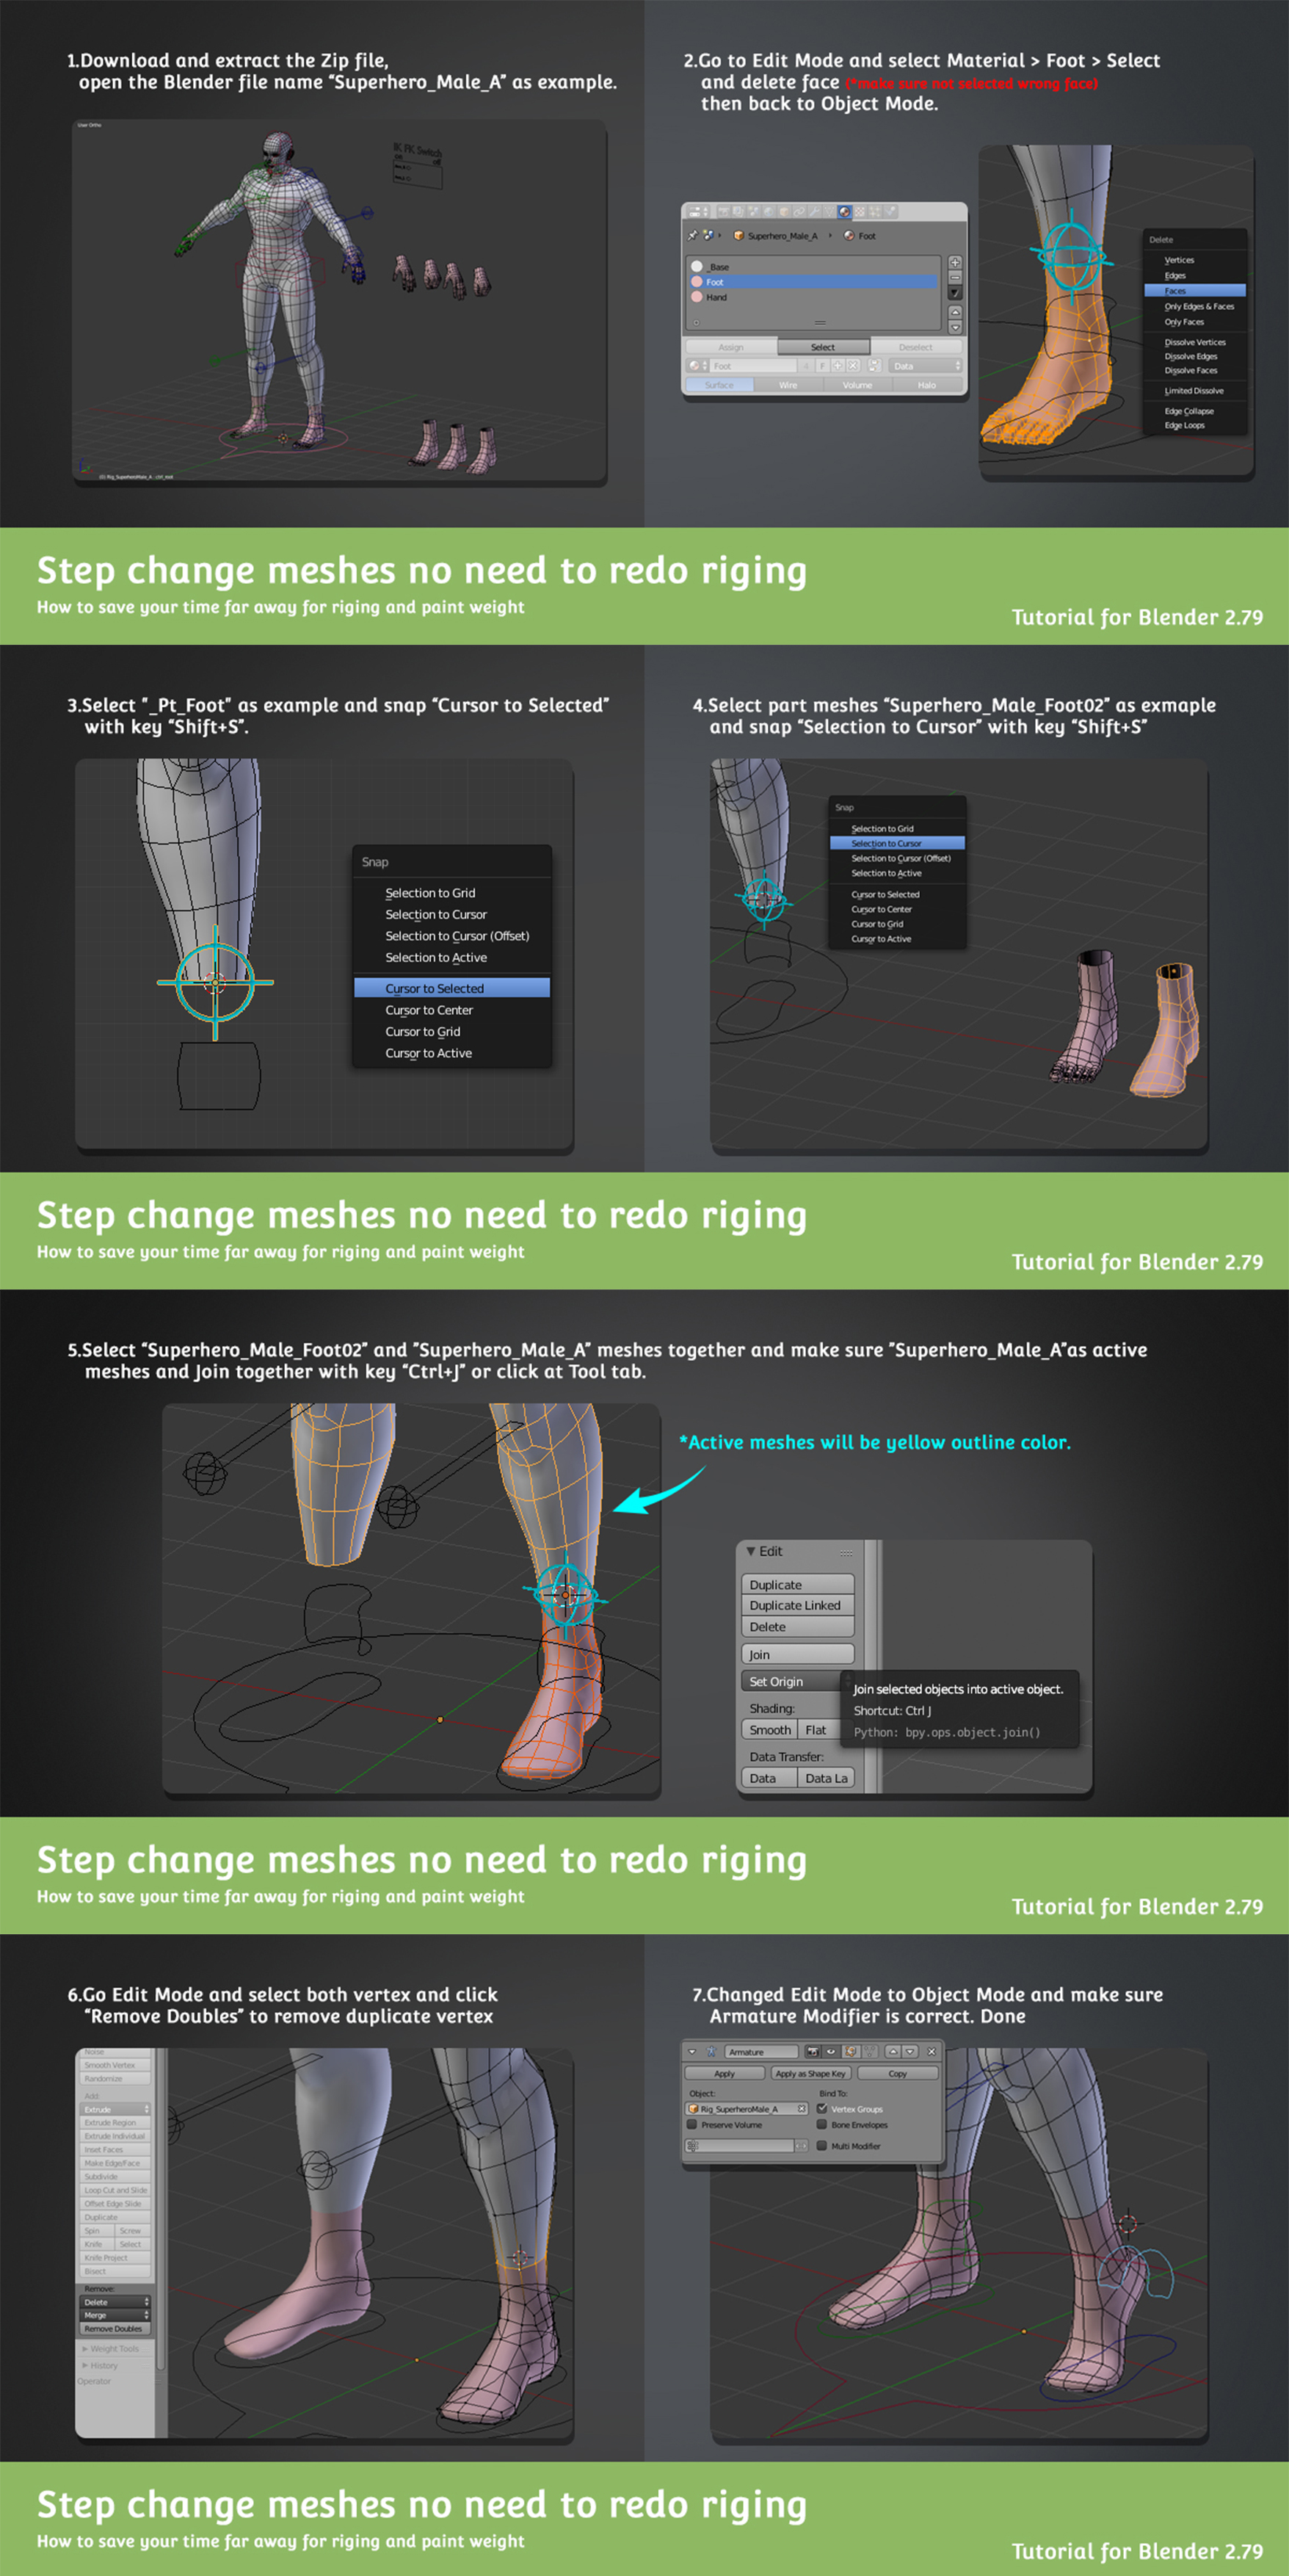 1.Download and extract the Zip file,
open the Blender file name “Superhero_Male_A” as example.
User Ortho
IK FK Switch
2.Go to Edit Mode and select Material > Foot > Select
and delete face (*make sure not selected wrong face)
then back to Object Mode.
Superhero_Male_A
Foot
_Base
Foot
Hand
Assign
Select
Deselect
Foot
4
F
Data
Surface
Wire
Volume
Halo
Delete
Vertices
Edges
Faces
Only Edges & Faces
Only Faces
Dissolve Vertices
Dissolve Edges
Dissolve Faces
Limited Dissolve
Edge Collapse
Edge Loops
Step change meshes no need to redo riging
How to save your time far away for riging and paint weight
Tutorial for Blender 2.79
3.Select “_Pt_Foot” as example and snap “Cursor to Selected”
with key “Shift+S”.
Snap
Selection to Grid
Selection to Cursor
Selection to Cursor (Offset)
Selection to Active
Cursor to Selected
Cursor to Center
Cursor to Grid
Cursor to Active
4.Select part meshes “Superhero_Male_Foot02” as exmaple
and snap “Selection to Cursor” with key “Shift+S”
Snap
Selection to Grid
Selection to Cursor
Selection to Cursor (Offset)
Selection to Active
Cursor to Selected
Cursor to Center
Cursor to Grid
Cursor to Active
Step change meshes no need to redo riging
How to save your time far away for riging and paint weight
Tutorial for Blender 2.79
5.Select “Superhero_Male_Foot02” and ”Superhero_Male_A” meshes together and make sure ”Superhero_Male_A”as active
meshes and Join together with key “Ctrl+J” or click at Tool tab.
*Active meshes will be yellow outline color.
Edit
Duplicate
Duplicate Linked
Delete
Join
Set Origin
Join selected objects into active object.
Shortcut: Ctrl J
Python: bpy.ops.object.join()
Shading:
Smooth
Flat
Data Transfer:
Data
Data La
Step change meshes no need to redo riging
How to save your time far away for riging and paint weight
Tutorial for Blender 2.79
6.Go Edit Mode and select both vertex and click
“Remove Doubles” to remove duplicate vertex
Noise
Smooth Vertex
Randomize
Add:
Extrude
Extrude Region
Extrude Individual
Inset Faces
Make Edge/Face
Subdivide
Loop Cut and Slide
Offset Edge Slide
Duplicate
Spin
Screw
Knife
Select
Knife Project
Bisect
Remove:
Delete
Merge
Remove Doubles
Weight Tools
History
Operator
7.Changed Edit Mode to Object Mode and make sure
Armature Modifier is correct. Done
Armature
Apply
Apply as Shape Key
Copy
Object:
Bind To:
Rig_SuperheroMale_A
Vertex Groups
Preserve Volume
Bone Envelopes
Multi Modifier
Step change meshes no need to redo riging
How to save your time far away for riging and paint weight
Tutorial for Blender 2.79